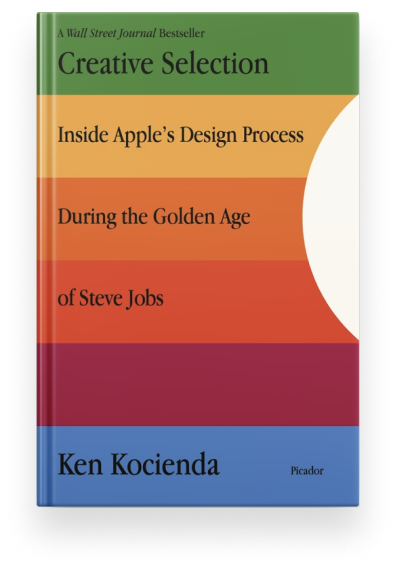 A Wall Street Journal Bestseller
Creative Selection
Inside Apple's Design Process
During the Golden Age
of Steve Jobs
Ken Kocienda
Picador